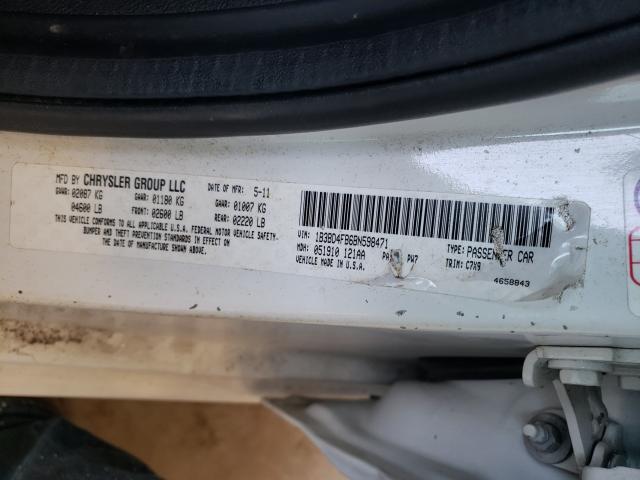 MFD BY CHRYSLER GROUP LLC DATE OF MFR: 5-11
GVWR: 02087 KG GAWR: 01180 KG GAWR: 01007 KG
04600 LB FRONT: 02600 LB REAR: 02220 LB
THIS VEHICLE CONFORMS TO ALL APPLICABLE U.S.A. FEDERAL MOTOR VEHICLE SAFETY,
BUMPER AND THEFT PREVENTION STANDARDS IN EFFECT ON THE DATE
OF MANUFACTURE SHOWN ABOVE.
VIN: 1B3BD4FB6BN598471 TYPE: PASSENGER CAR
MDH: 051910 121AA PW7 TRIM: C7X9
VEHICLE MADE IN U.S.A.
4658843